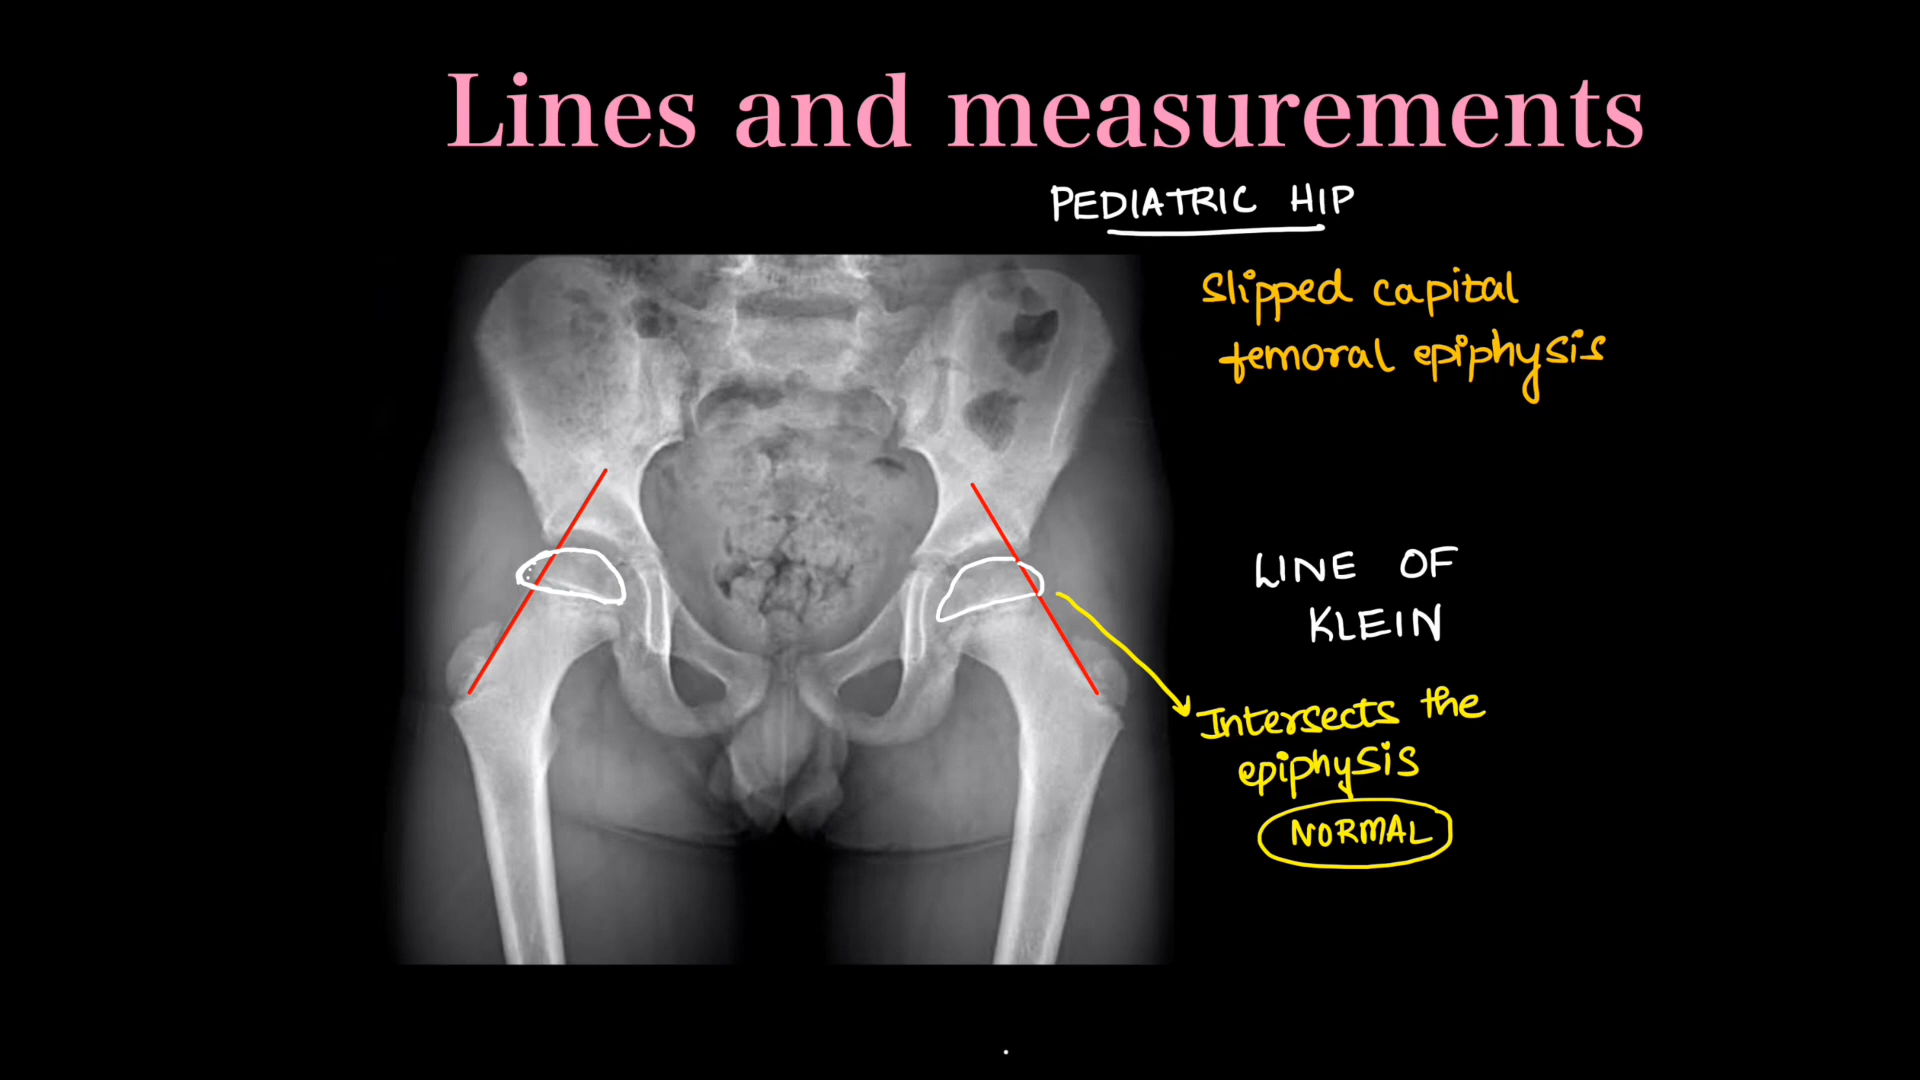 Lines and measurements
PEDIATRIC HIP
Slipped capital
femoral epiphysis
LINE OF
KLEIN
Intersects the
epiphysis
NORMAL